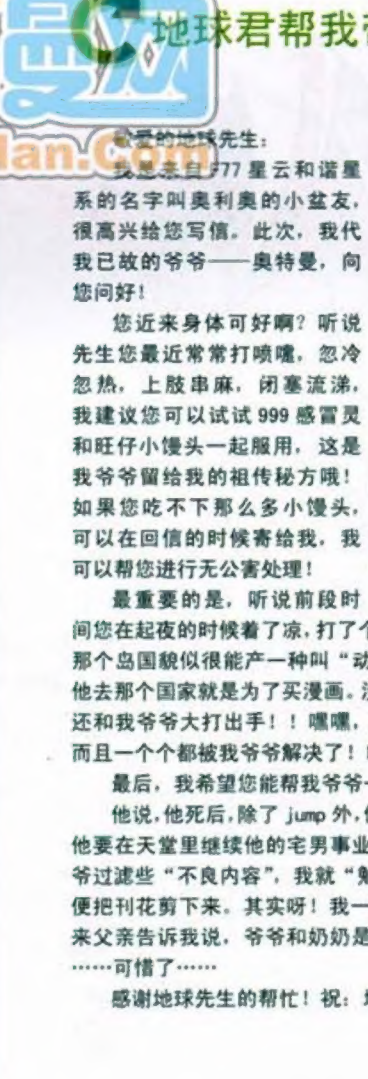 地球君帮我
漫网
敬爱的地球先生：
我是来自F77星云和谐星
系的名字叫奥利奥的小盆友，
很高兴给您写信。此次，我代
我已故的爷爷——奥特曼，向
您问好！
您近来身体可好啊？听说
先生您最近常常打喷嚏，忽冷
忽热，上肢串麻，闭塞流涕，
我建议您可以试试999感冒灵
和旺仔小馒头一起服用，这是
我爷爷留给我的祖传秘方哦！
如果您吃不下那么多小馒头，
可以在回信的时候寄给我，我
可以帮您进行无公害处理！
最重要的是，听说前段时
间您在起夜的时候着了凉，打了个
那个岛国貌似很能产一种叫“动
他去那个国家就是为了买漫画。
还和我爷爷大打出手！！嘿嘿，
而且一个个都被我爷爷解决了！
最后，我希望您能帮我爷爷
他说，他死后，除了jump外，
他要在天堂里继续他的宅男事业
爷过滤些“不良内容”，我就“
便把刊花剪下来。其实呀！我一
来父亲告诉我说，爷爷和奶奶是
……可惜了……
感谢地球先生的帮忙！祝：